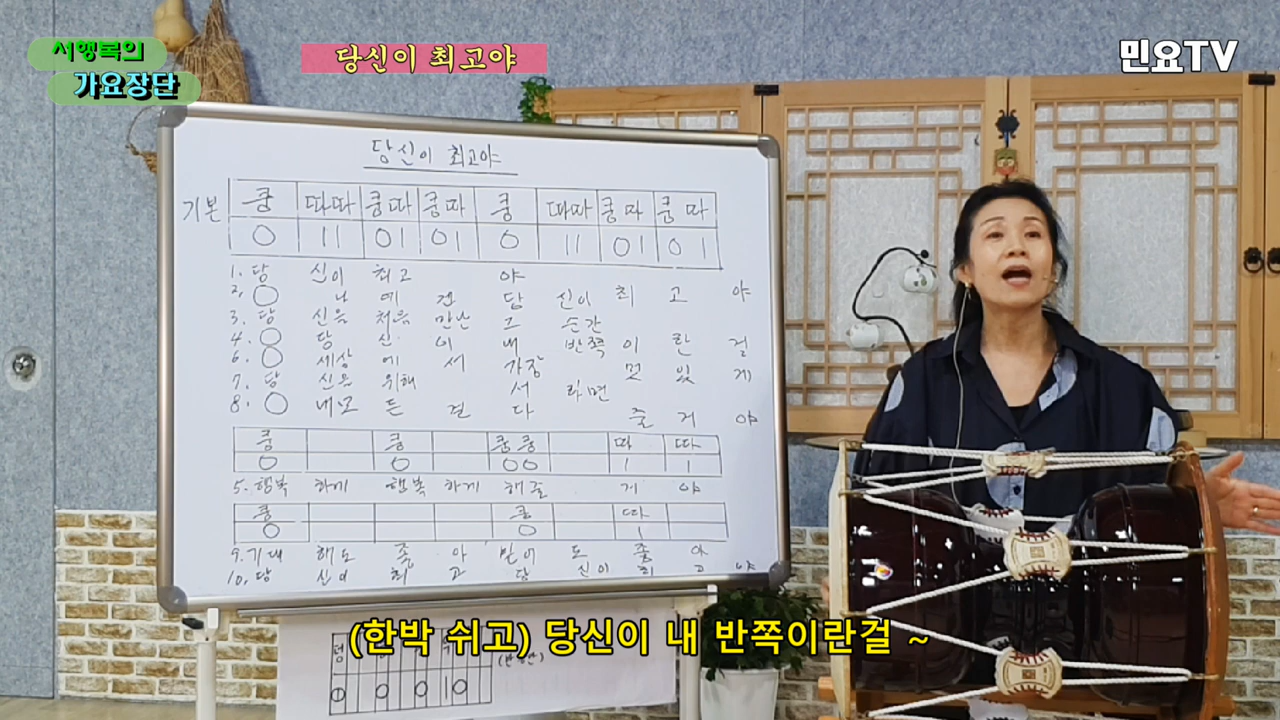 서행복의
가요장단
당신이 최고야
민요TV
당신이 최고야
기본
쿵 따따 쿵따 쿵따 쿵 따따 쿵따 쿵따
O | | O | O | O | | O | O |
1. 당 신이 최고 야
2. ○ 나 에 겐 당 신이 최 고 야
3. 당 신을 처음 만난 그 순간
4. ○ 당 신 이 내 반쪽 이 란 걸
6. ○ 세상 에 서 가장 멋 있 게
7. 당 신을 위해 서 라면
8. ○ 내모 든 걸 다 줄 거 야
쿵 쿵 쿵쿵 따 따
O O OO | |
5. 행복 하게 행복 하게 해줄 게 야
쿵 쿵 따
O O |
9. 기대 해도 좋 아 믿어 도 좋 아
10. 당 신이 최 고 당 신이 최 고 야
덤
(한박 쉬고) 당신이 내 반쪽이란걸 ~